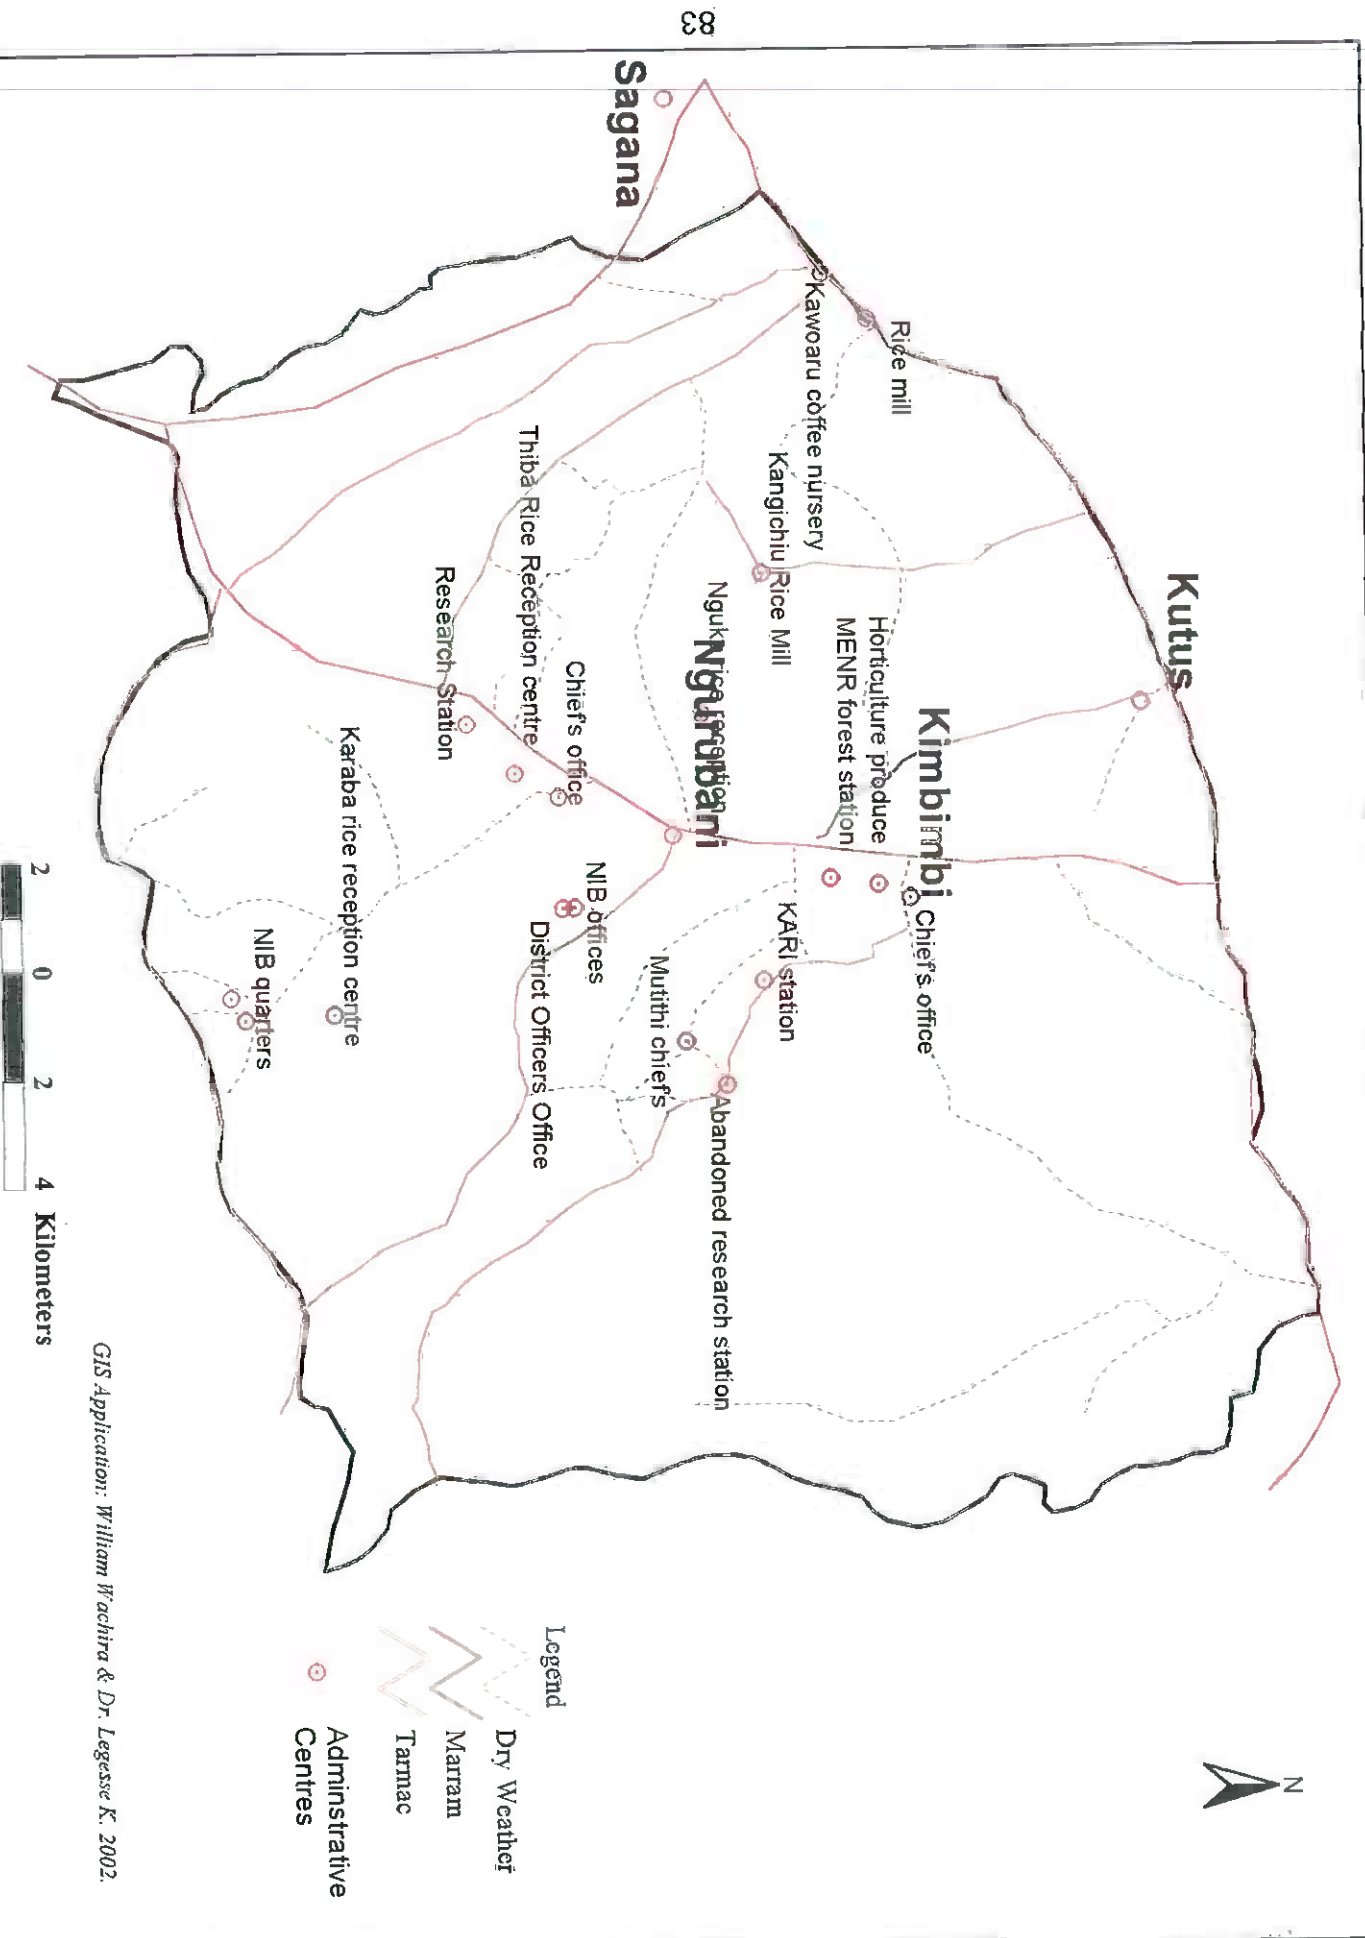 83
N
Kutus
Kimbimbi
Chief's office
Rice mill
Horticulture produce
MENR forest station
Kawoaru coffee nursery
Kangichiu Rice Mill
KARI station
Ngurubani
Abandoned research station
Mutithi chief's
Sagana
NIB offices
Chief's office
District Officers Office
Thiba Rice Reception centre
Research Station
Karaba rice reception centre
NIB quarters
Legend
Dry Weather
Marram
Tarmac
Adminstrative
Centres
2 0 2 4 Kilometers
GIS Application: William Wachira & Dr. Legesse K. 2002.